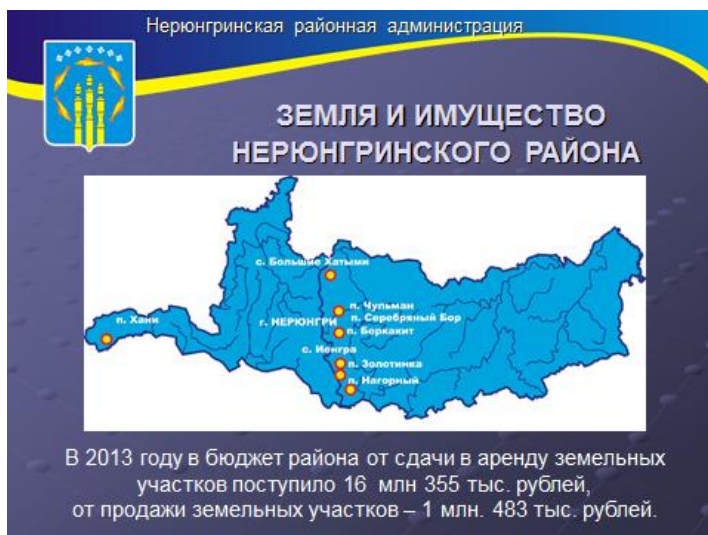 Нерюнгринская районная администрация
ЗЕМЛЯ И ИМУЩЕСТВО
НЕРЮНГРИНСКОГО РАЙОНА
с. Большие Хатыми
п. Чульман
п. Хани
г. НЕРЮНГРИ
п. Серебряный Бор
п. Беркакит
с. Иенгра
п. Золотинка
п. Нагорный
В 2013 году в бюджет района от сдачи в аренду земельных
участков поступило 16 млн 355 тыс. рублей,
от продажи земельных участков – 1 млн. 483 тыс. рублей.